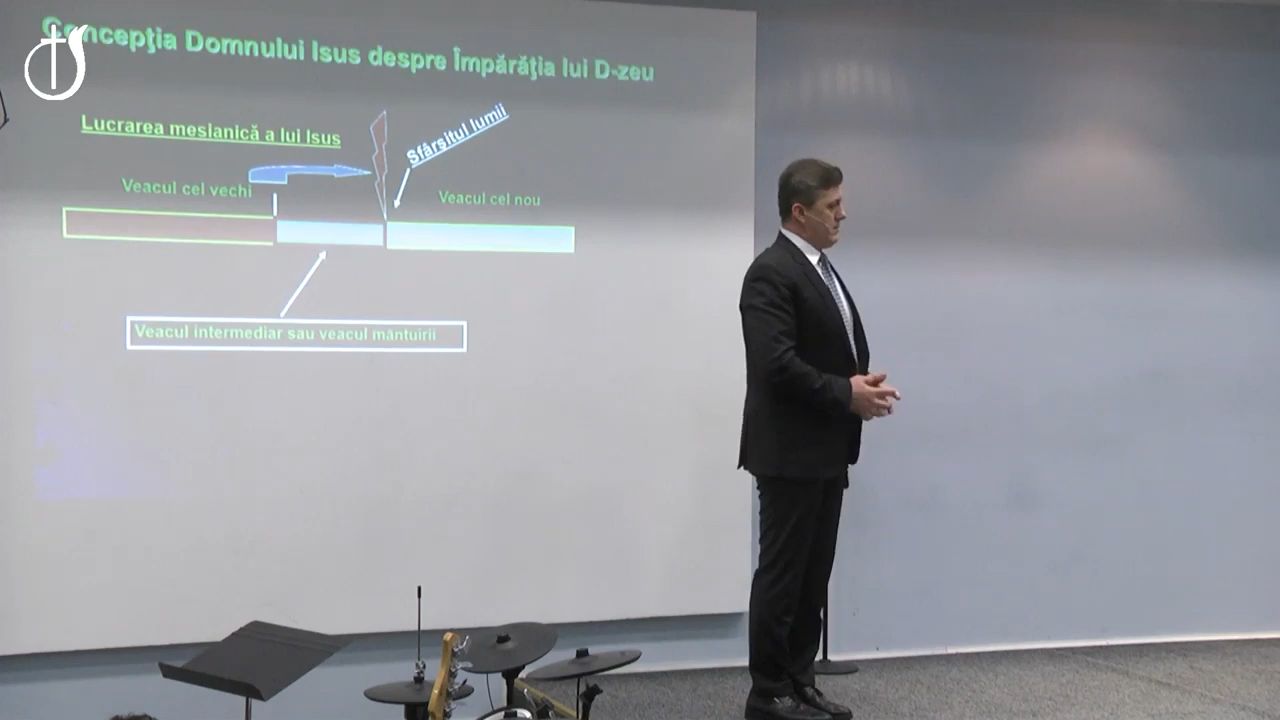 Concepţia Domnului Isus despre Împărăţia lui D-zeu
Lucrarea mesianică a lui Isus
Sfârşitul lumii
Veacul cel vechi
Veacul cel nou
Veacul intermediar sau veacul mântuirii